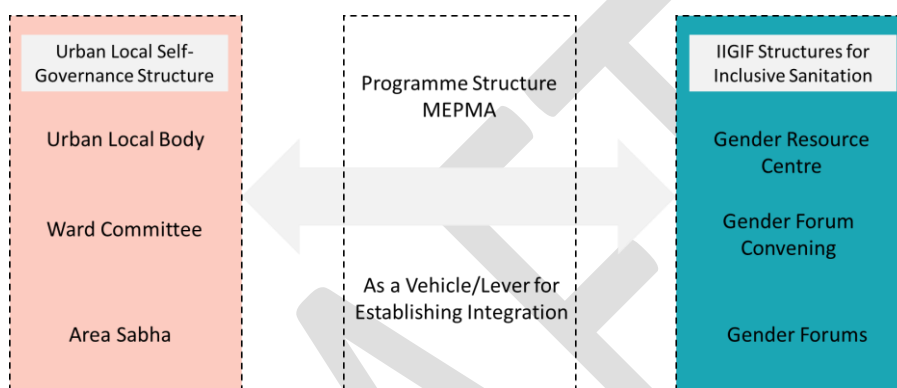 Urban Local Self-
Governance Structure
Urban Local Body
Ward Committee
Area Sabha
Programme Structure
MEPMA
As a Vehicle/Lever for
Establishing Integration
IIGIF Structures for
Inclusive Sanitation
Gender Resource
Centre
Gender Forum
Convening
Gender Forums